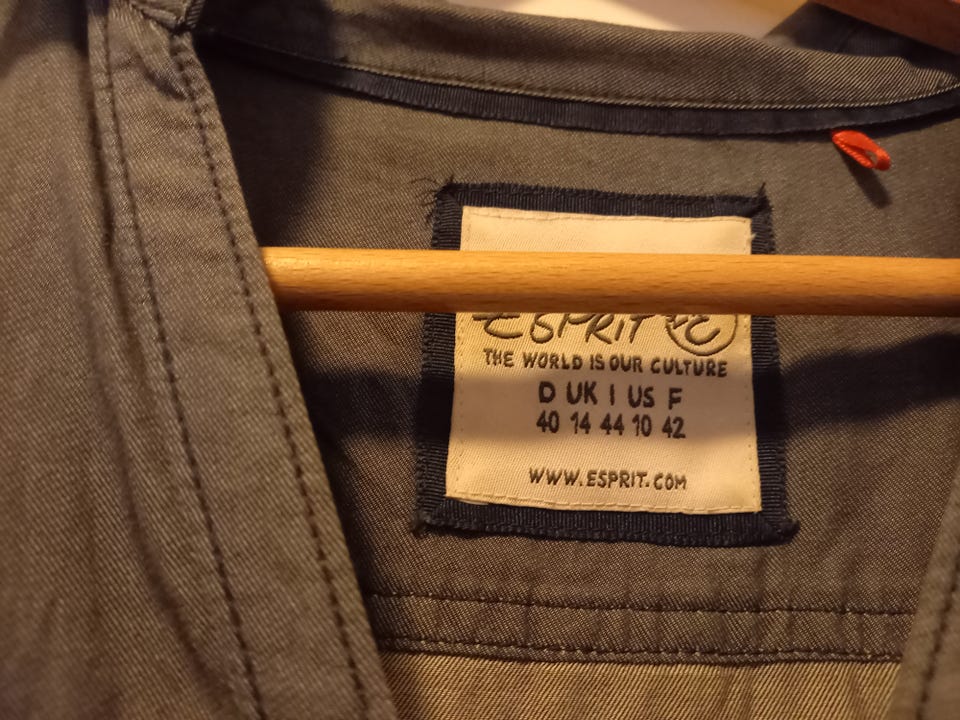 ESPRIT
THE WORLD IS OUR CULTURE
D UK I US F
40 14 44 10 42
WWW.ESPRIT.COM